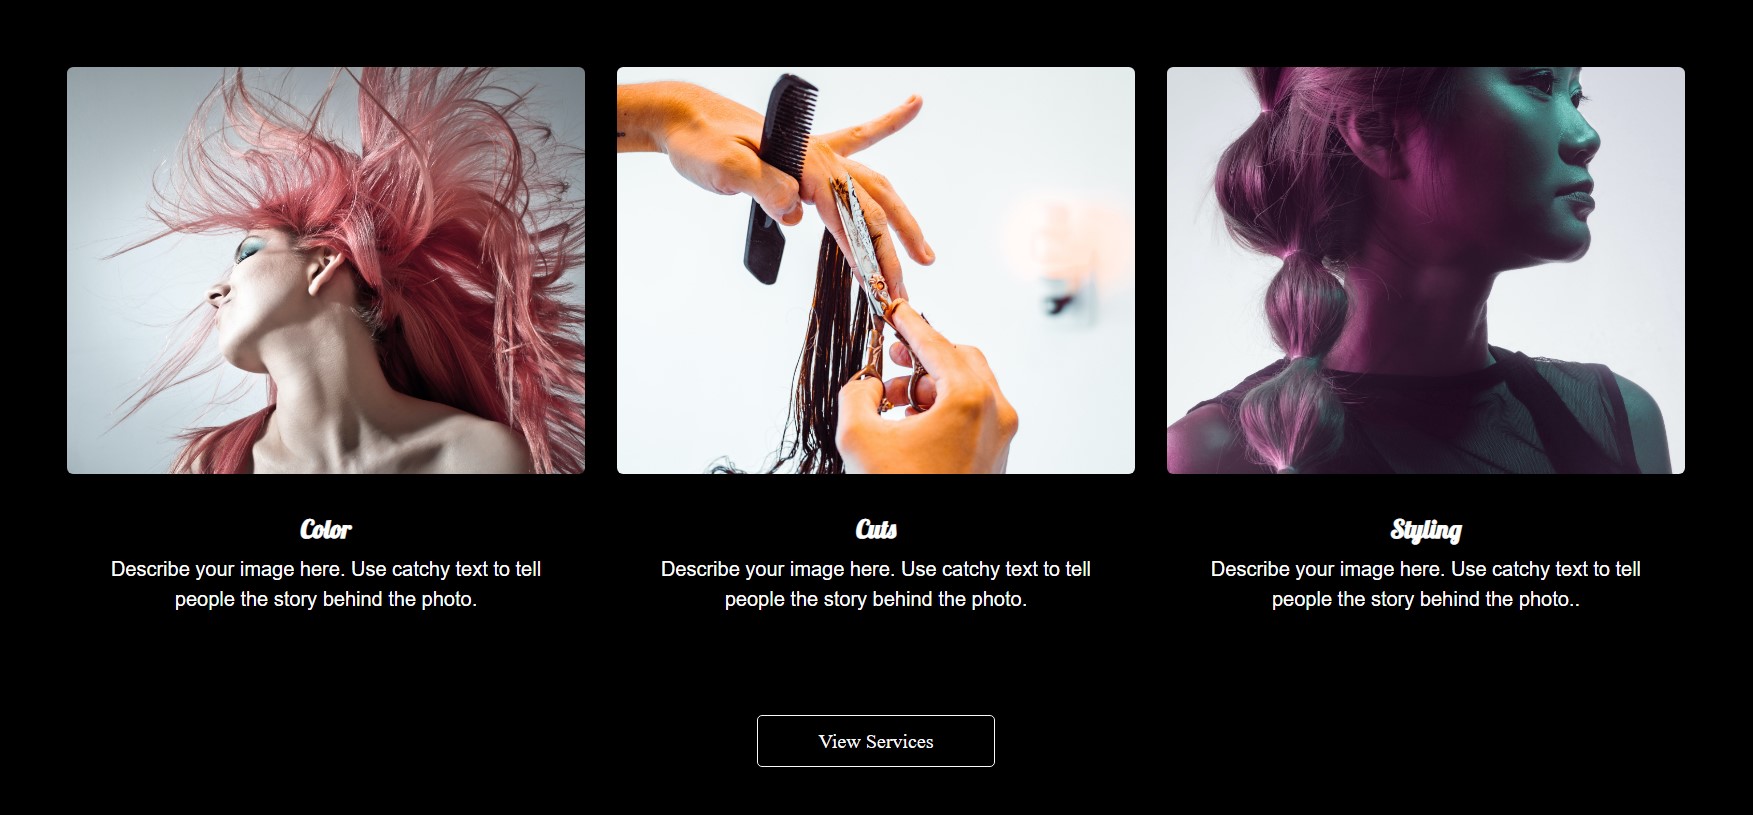 Color
Describe your image here. Use catchy text to tell
people the story behind the photo.
Cuts
Describe your image here. Use catchy text to tell
people the story behind the photo.
Styling
Describe your image here. Use catchy text to tell
people the story behind the photo..
View Services